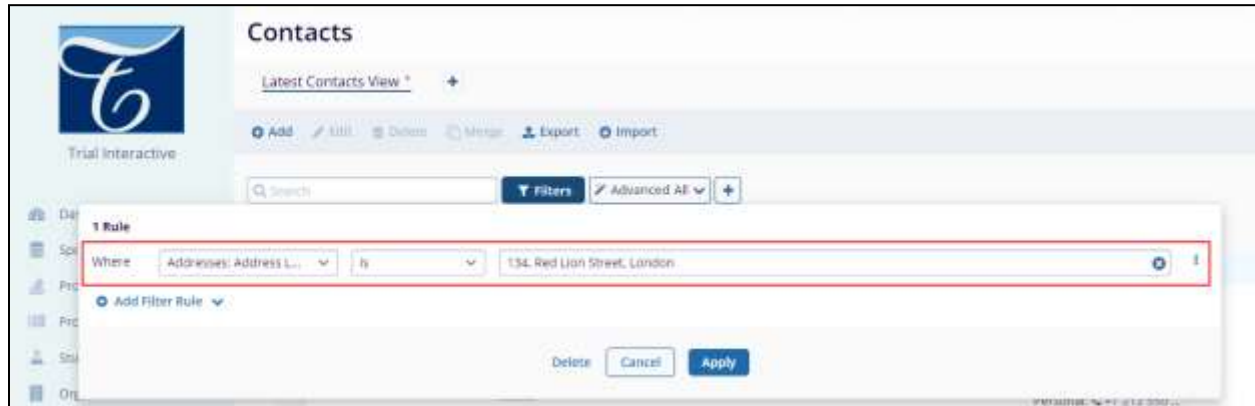 Contacts
Latest Contacts View * +
Add Edit Delete Merge Export Import
Trial Interactive
Search Filters Advanced All +
1 Rule
Where Addresses: Address L... is 134, Red Lion Street, London
Add Filter Rule
Delete Cancel Apply
Personal: